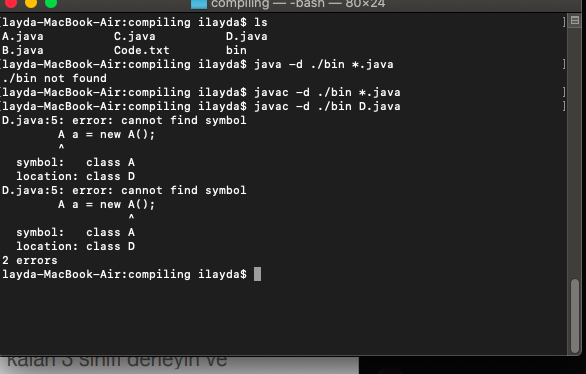 compiling — -bash — 80×24
[layda-MacBook-Air:compiling ilayda$ ls ]
A.java C.java D.java
B.java Code.txt bin
[layda-MacBook-Air:compiling ilayda$ java -d ./bin *.java ]
./bin not found
[layda-MacBook-Air:compiling ilayda$ javac -d ./bin *.java ]
[layda-MacBook-Air:compiling ilayda$ javac -d ./bin D.java ]
D.java:5: error: cannot find symbol
A a = new A();
^
symbol: class A
location: class D
D.java:5: error: cannot find symbol
A a = new A();
^
symbol: class A
location: class D
2 errors
layda-MacBook-Air:compiling ilayda$
kalan 3 sınıfı derleyin ve